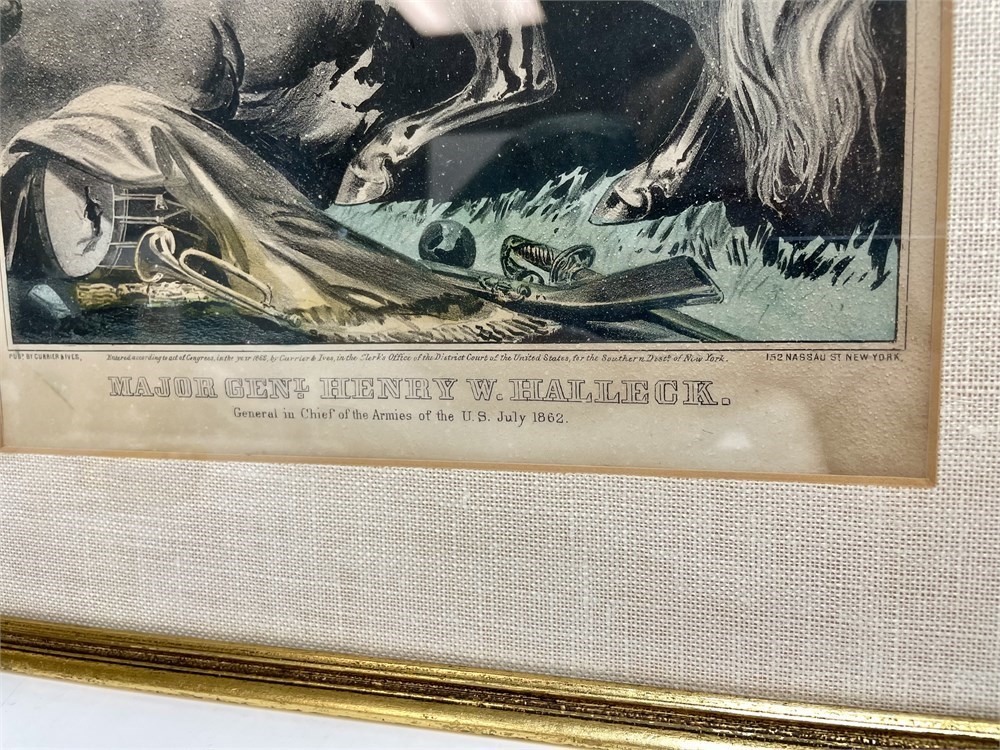 PUBᴰ BY CURRIER & IVES,
Entered according to act of Congress, in the year 1862, by Currier & Ives, in the Clerk's Office of the District Court of the United States, for the Southern Distᵗ of New York.
152 NASSAU ST NEW YORK
MAJOR GENᴸ HENRY W. HALLECK.
General in Chief of the Armies of the U.S. July 1862.